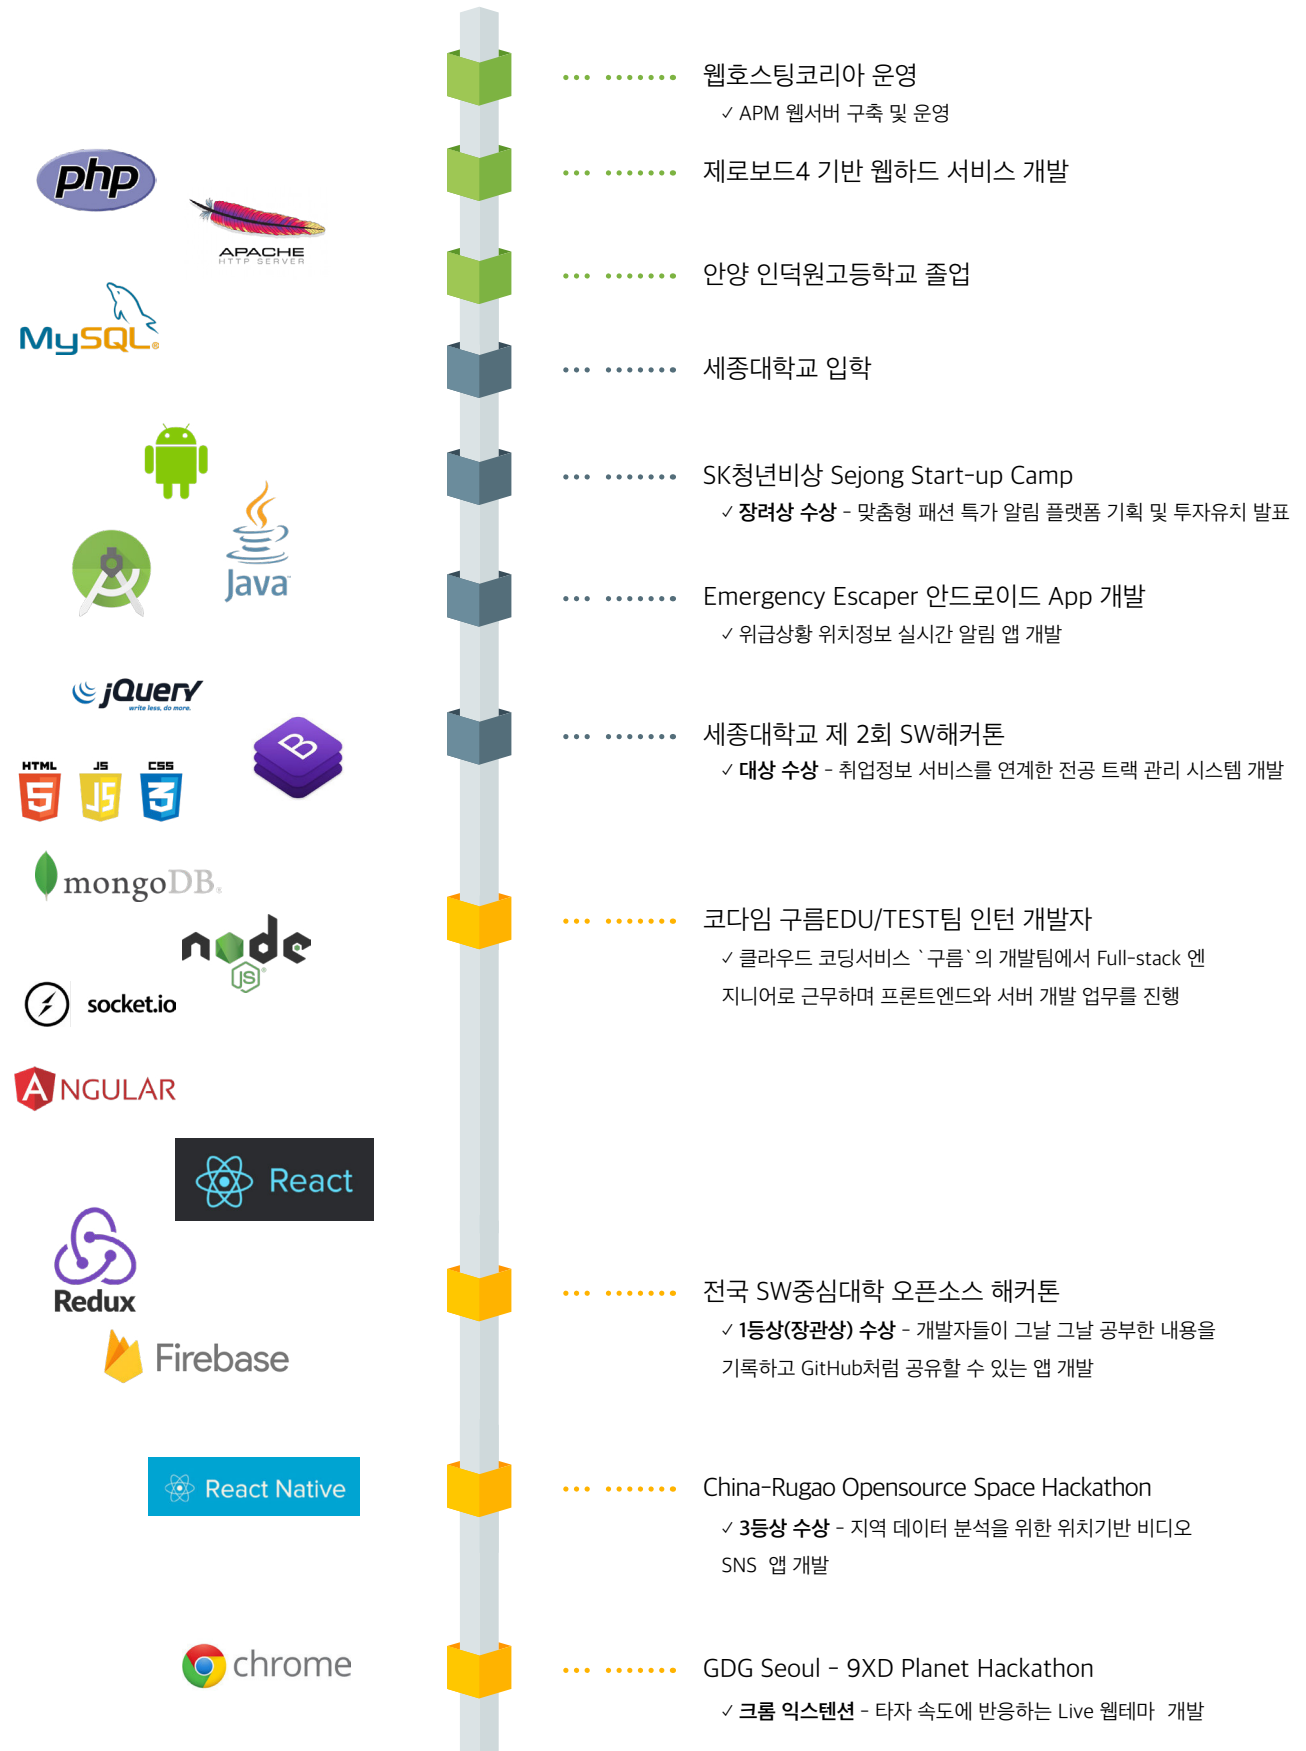 웹호스팅코리아 운영
✓ APM 웹서버 구축 및 운영
php
제로보드4 기반 웹하드 서비스 개발
APACHE
HTTP SERVER
안양 인덕원고등학교 졸업
MySQL®
세종대학교 입학
SK청년비상 Sejong Start-up Camp
✓ 장려상 수상 - 맞춤형 패션 특가 알림 플랫폼 기획 및 투자유치 발표
Java
Emergency Escaper 안드로이드 App 개발
✓ 위급상황 위치정보 실시간 알림 앱 개발
jQuery
write less, do more.
B
세종대학교 제 2회 SW해커톤
✓ 대상 수상 - 취업정보 서비스를 연계한 전공 트랙 관리 시스템 개발
HTML JS CSS
5 JS 3
mongoDB®
코다임 구름EDU/TEST팀 인턴 개발자
✓ 클라우드 코딩서비스 `구름`의 개발팀에서 Full-stack 엔
지니어로 근무하며 프론트엔드와 서버 개발 업무를 진행
node
JS®
socket.io
ANGULAR
React
Redux
전국 SW중심대학 오픈소스 해커톤
✓ 1등상(장관상) 수상 - 개발자들이 그날 그날 공부한 내용을
기록하고 GitHub처럼 공유할 수 있는 앱 개발
Firebase
React Native
China-Rugao Opensource Space Hackathon
✓ 3등상 수상 - 지역 데이터 분석을 위한 위치기반 비디오
SNS 앱 개발
chrome
GDG Seoul - 9XD Planet Hackathon
✓ 크롬 익스텐션 - 타자 속도에 반응하는 Live 웹테마 개발